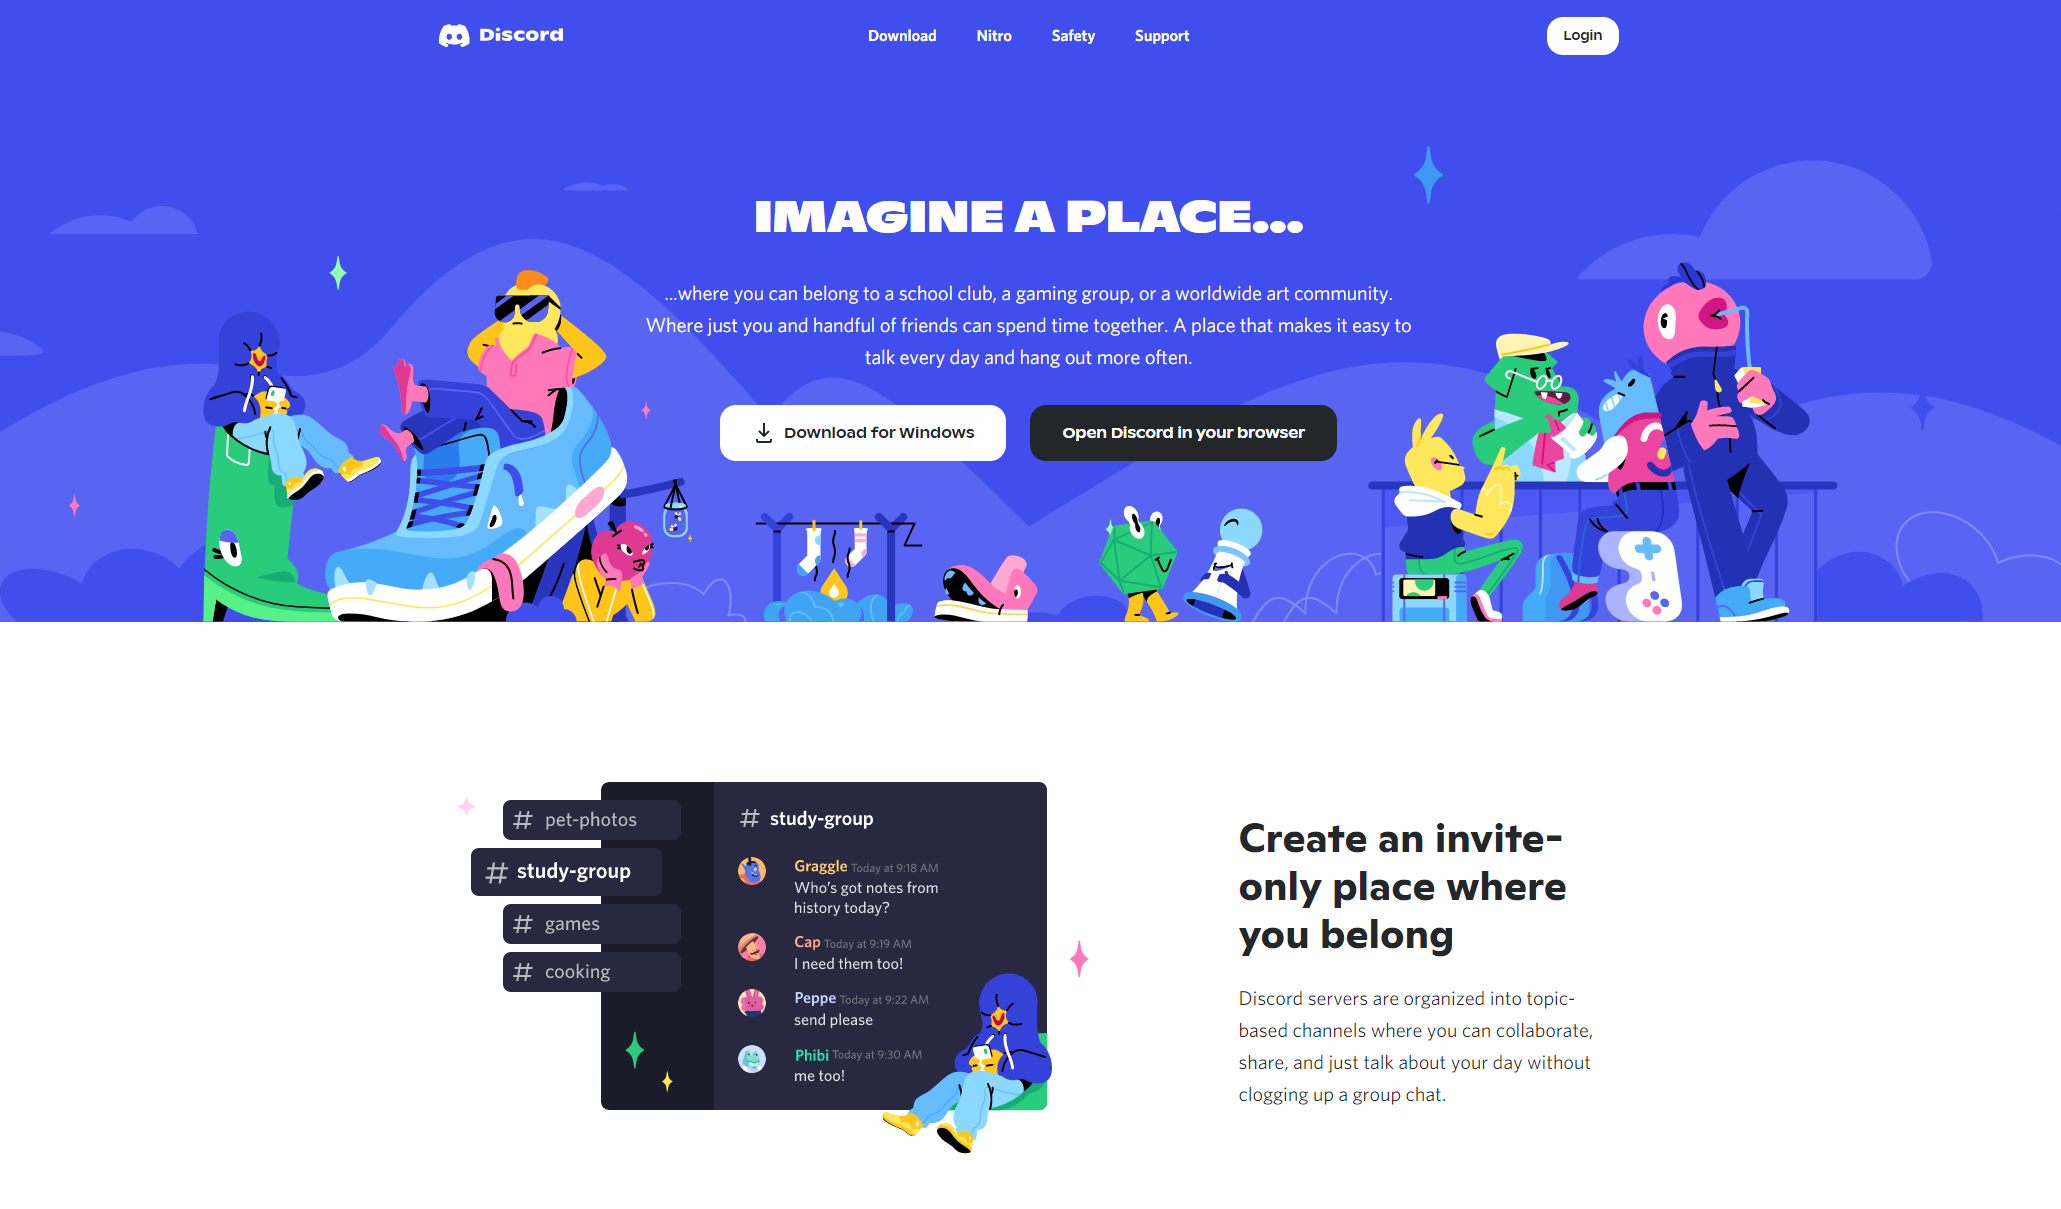 Discord
Download
Nitro
Safety
Support
Login
IMAGINE A PLACE...
...where you can belong to a school club, a gaming group, or a worldwide art community.
Where just you and handful of friends can spend time together. A place that makes it easy to
talk every day and hang out more often.
Download for Windows
Open Discord in your browser
# pet-photos
# study-group
# games
# cooking
# study-group
Graggle Today at 9:18 AM
Who's got notes from
history today?
Cap Today at 9:19 AM
I need them too!
Peppe Today at 9:22 AM
send please
Phibi Today at 9:30 AM
me too!
Create an invite-
only place where
you belong
Discord servers are organized into topic-
based channels where you can collaborate,
share, and just talk about your day without
clogging up a group chat.